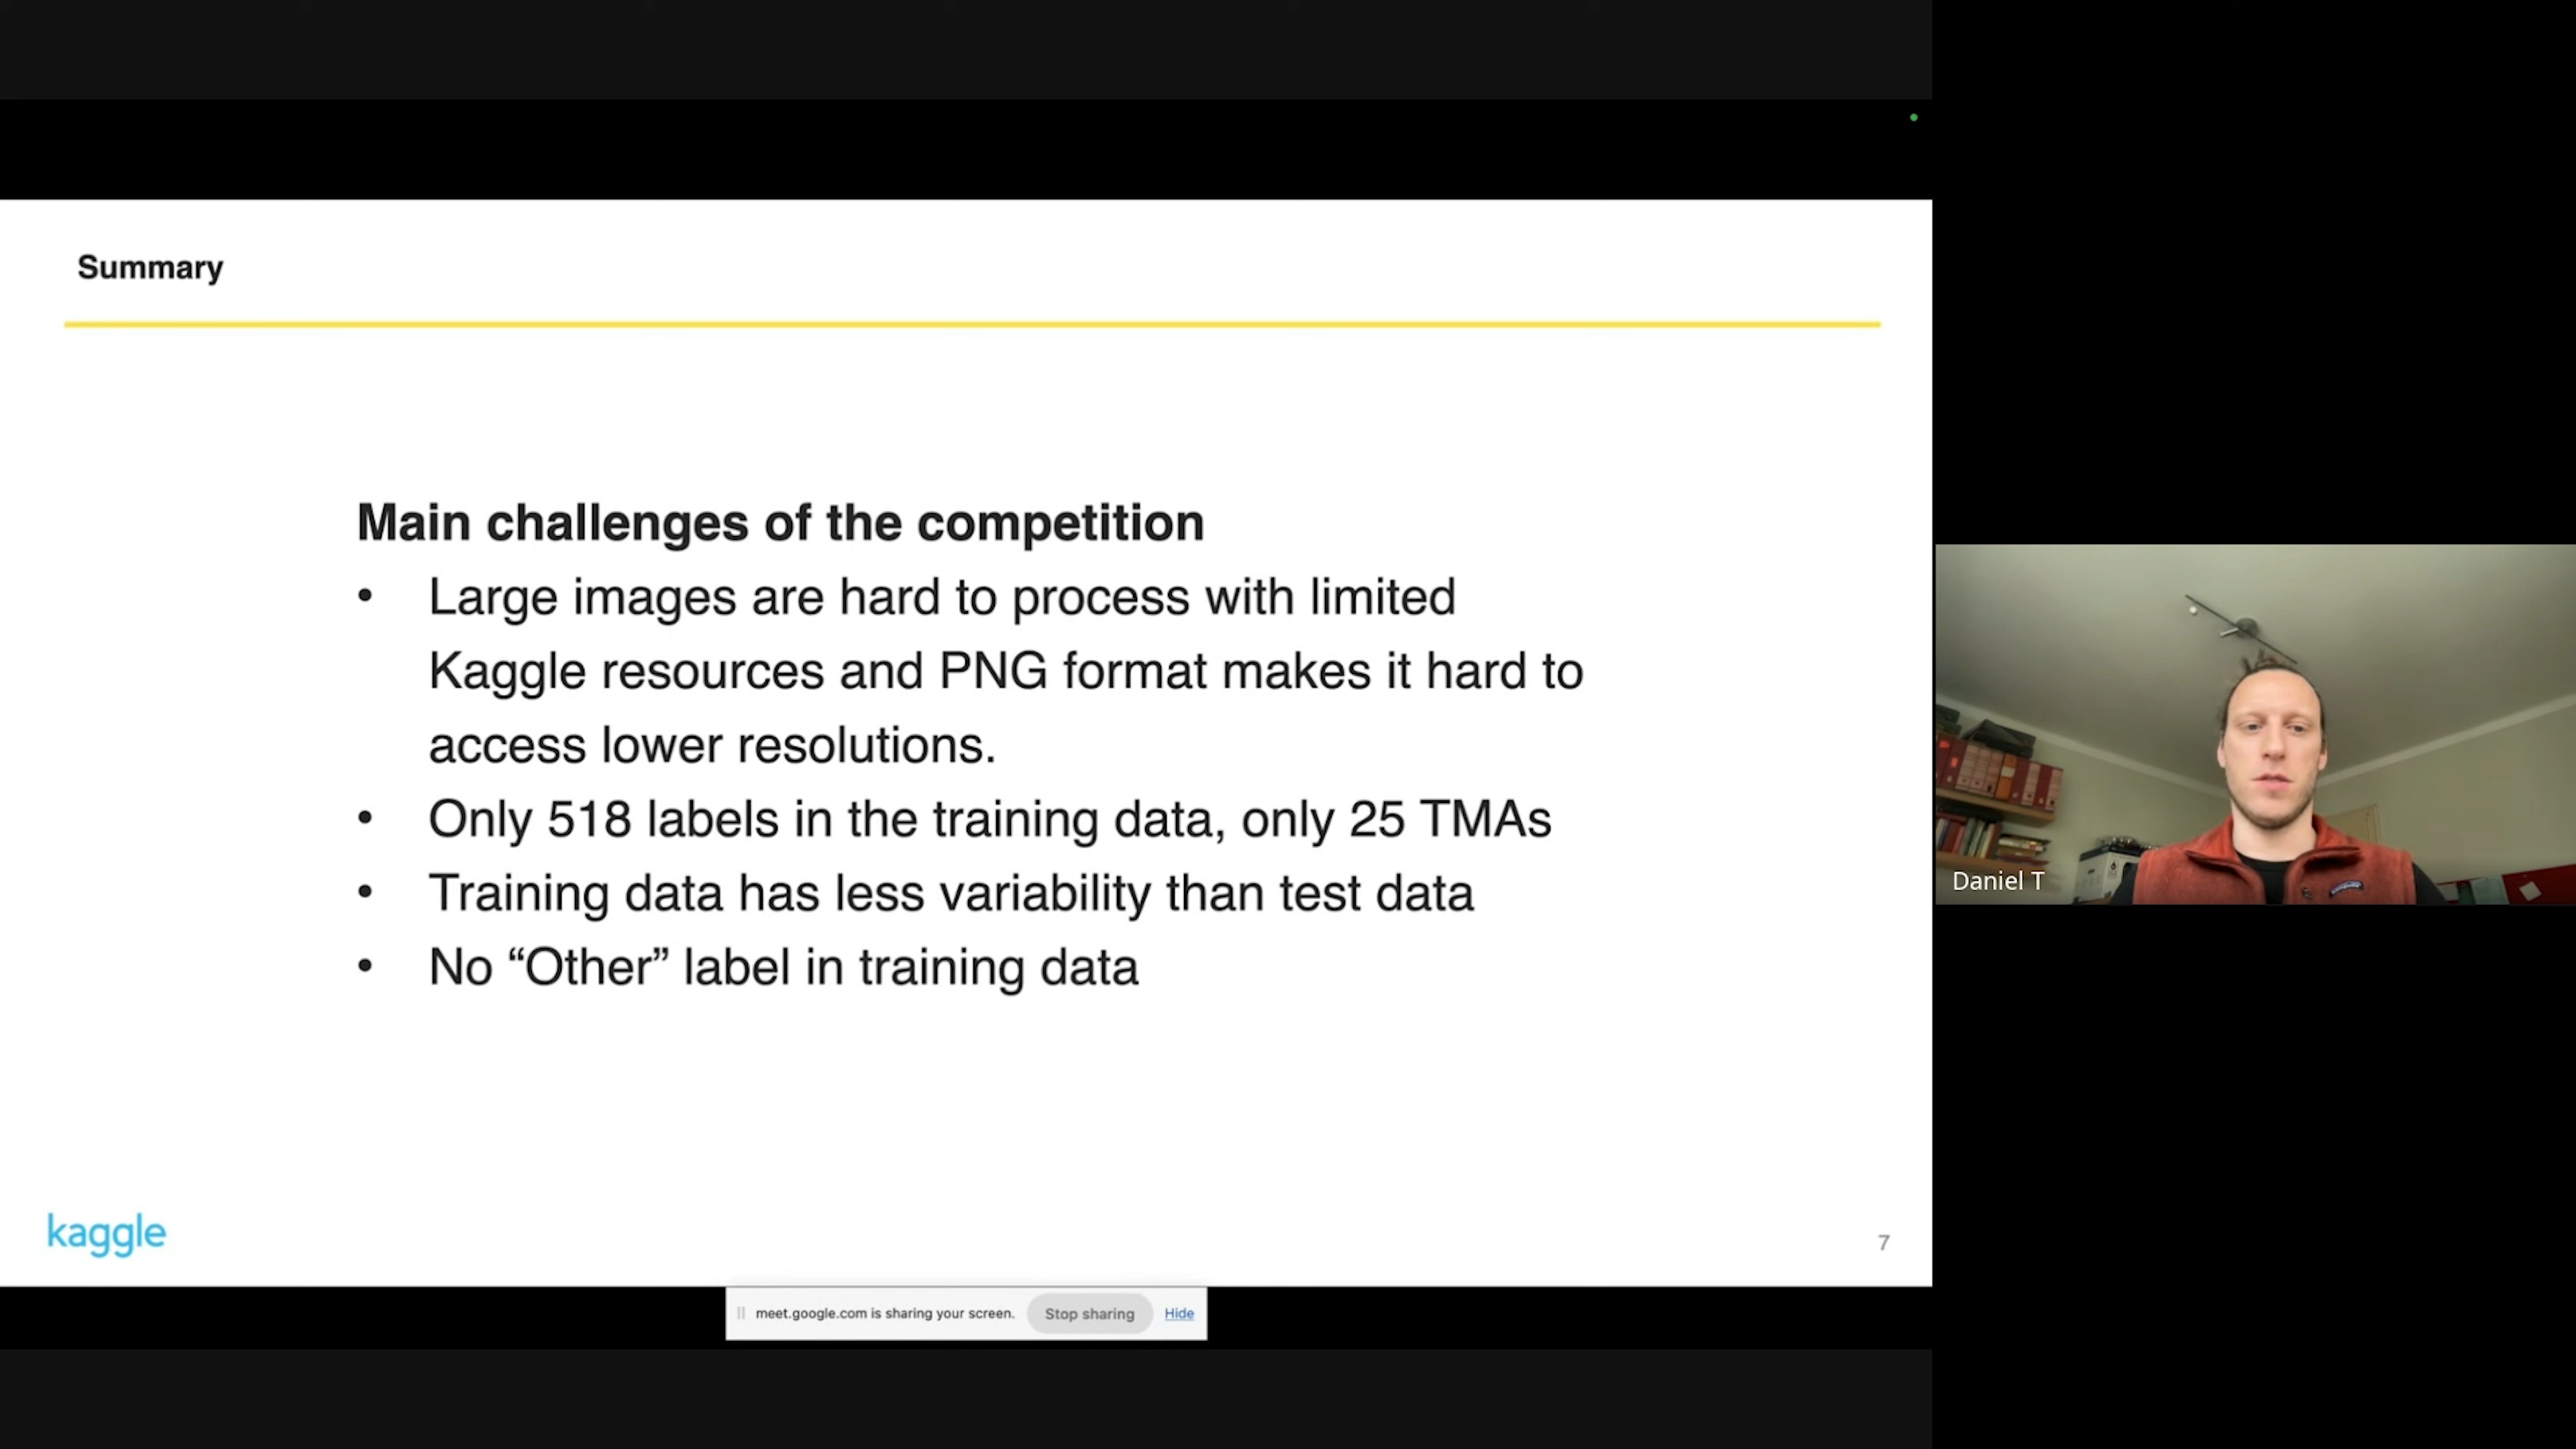 Summary
Main challenges of the competition
• Large images are hard to process with limited
Kaggle resources and PNG format makes it hard to
access lower resolutions.
• Only 518 labels in the training data, only 25 TMAs
• Training data has less variability than test data
• No “Other” label in training data
kaggle
7
meet.google.com is sharing your screen. Stop sharing Hide
Daniel T